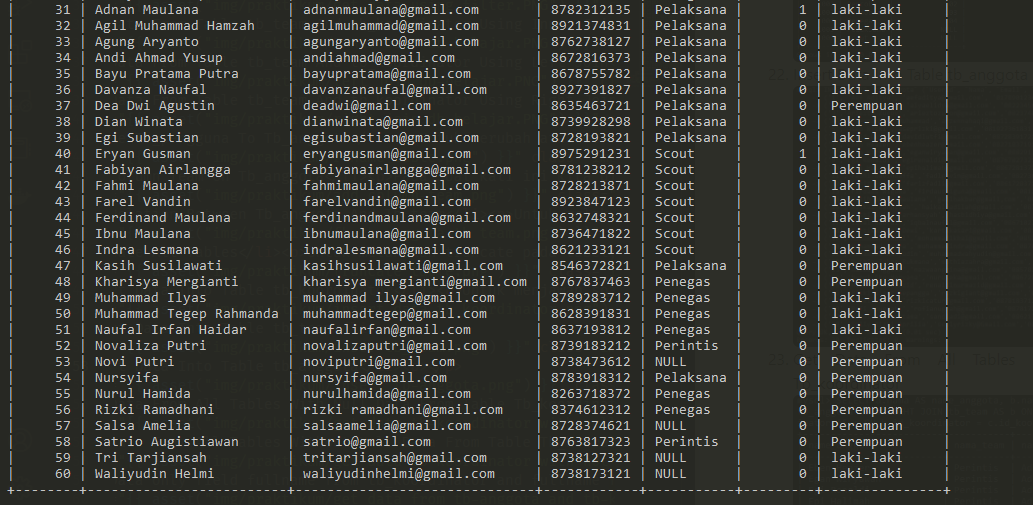 | 31 | Adnan Maulana | adnanmaulana@gmail.com | 8782312135 | Pelaksana | 1 | laki-laki |
| 32 | Agil Muhammad Hamzah | agilmuhammad@gmail.com | 8921374831 | Pelaksana | 0 | laki-laki |
| 33 | Agung Aryanto | agungaryanto@gmail.com | 8762738127 | Pelaksana | 0 | laki-laki |
| 34 | Andi Ahmad Yusup | andiahmad@gmail.com | 8672816373 | Pelaksana | 0 | laki-laki |
| 35 | Bayu Pratama Putra | bayupratama@gmail.com | 8678755782 | Pelaksana | 0 | laki-laki |
| 36 | Davanza Naufal | davanzanaufal@gmail.com | 8927391827 | Pelaksana | 0 | laki-laki |
| 37 | Dea Dwi Agustin | deadwi@gmail.com | 8635463721 | Pelaksana | 0 | Perempuan |
| 38 | Dian Winata | dianwinata@gmail.com | 8739928298 | Pelaksana | 0 | laki-laki |
| 39 | Egi Subastian | egisubastian@gmail.com | 8728193821 | Pelaksana | 0 | laki-laki |
| 40 | Eryan Gusman | eryangusman@gmail.com | 8975291231 | Scout | 1 | laki-laki |
| 41 | Fabiyan Airlangga | fabiyanairlangga@gmail.com | 8781238212 | Scout | 0 | laki-laki |
| 42 | Fahmi Maulana | fahmimaulana@gmail.com | 8728213871 | Scout | 0 | laki-laki |
| 43 | Farel Vandin | farelvandin@gmail.com | 8923847123 | Scout | 0 | laki-laki |
| 44 | Ferdinand Maulana | ferdinandmaulana@gmail.com | 8632748321 | Scout | 0 | laki-laki |
| 45 | Ibnu Maulana | ibnumaulana@gmail.com | 8736471822 | Scout | 0 | laki-laki |
| 46 | Indra Lesmana | indralesmana@gmail.com | 8621233121 | Scout | 0 | laki-laki |
| 47 | Kasih Susilawati | kasihsusilawati@gmail.com | 8546372821 | Pelaksana | 0 | Perempuan |
| 48 | Kharisya Mergianti | kharisya mergianti@gmail.com | 8767837463 | Penegas | 0 | Perempuan |
| 49 | Muhammad Ilyas | muhammad ilyas@gmail.com | 8789283712 | Penegas | 0 | laki-laki |
| 50 | Muhammad Tegep Rahmanda | muhammadtegep@gmail.com | 8628391831 | Penegas | 0 | laki-laki |
| 51 | Naufal Irfan Haidar | naufalirfan@gmail.com | 8637193812 | Penegas | 0 | laki-laki |
| 52 | Novaliza Putri | novalizaputri@gmail.com | 8739183212 | Perintis | 0 | Perempuan |
| 53 | Novi Putri | noviputri@gmail.com | 8738473612 | NULL | 0 | Perempuan |
| 54 | Nursyifa | nursyifa@gmail.com | 8783918312 | Pelaksana | 0 | Perempuan |
| 55 | Nurul Hamida | nurulhamida@gmail.com | 8263718372 | Penegas | 0 | Perempuan |
| 56 | Rizki Ramadhani | rizki ramadhani@gmail.com | 8374612312 | Penegas | 0 | Perempuan |
| 57 | Salsa Amelia | salsaamelia@gmail.com | 8728374621 | NULL | 0 | Perempuan |
| 58 | Satrio Augistiawan | satrio@gmail.com | 8763817323 | Perintis | 0 | Perempuan |
| 59 | Tri Tarjiansah | tritarjiansah@gmail.com | 8738127321 | NULL | 0 | laki-laki |
| 60 | Waliyudin Helmi | waliyudinhelmi@gmail.com | 8738173121 | NULL | 0 | laki-laki |